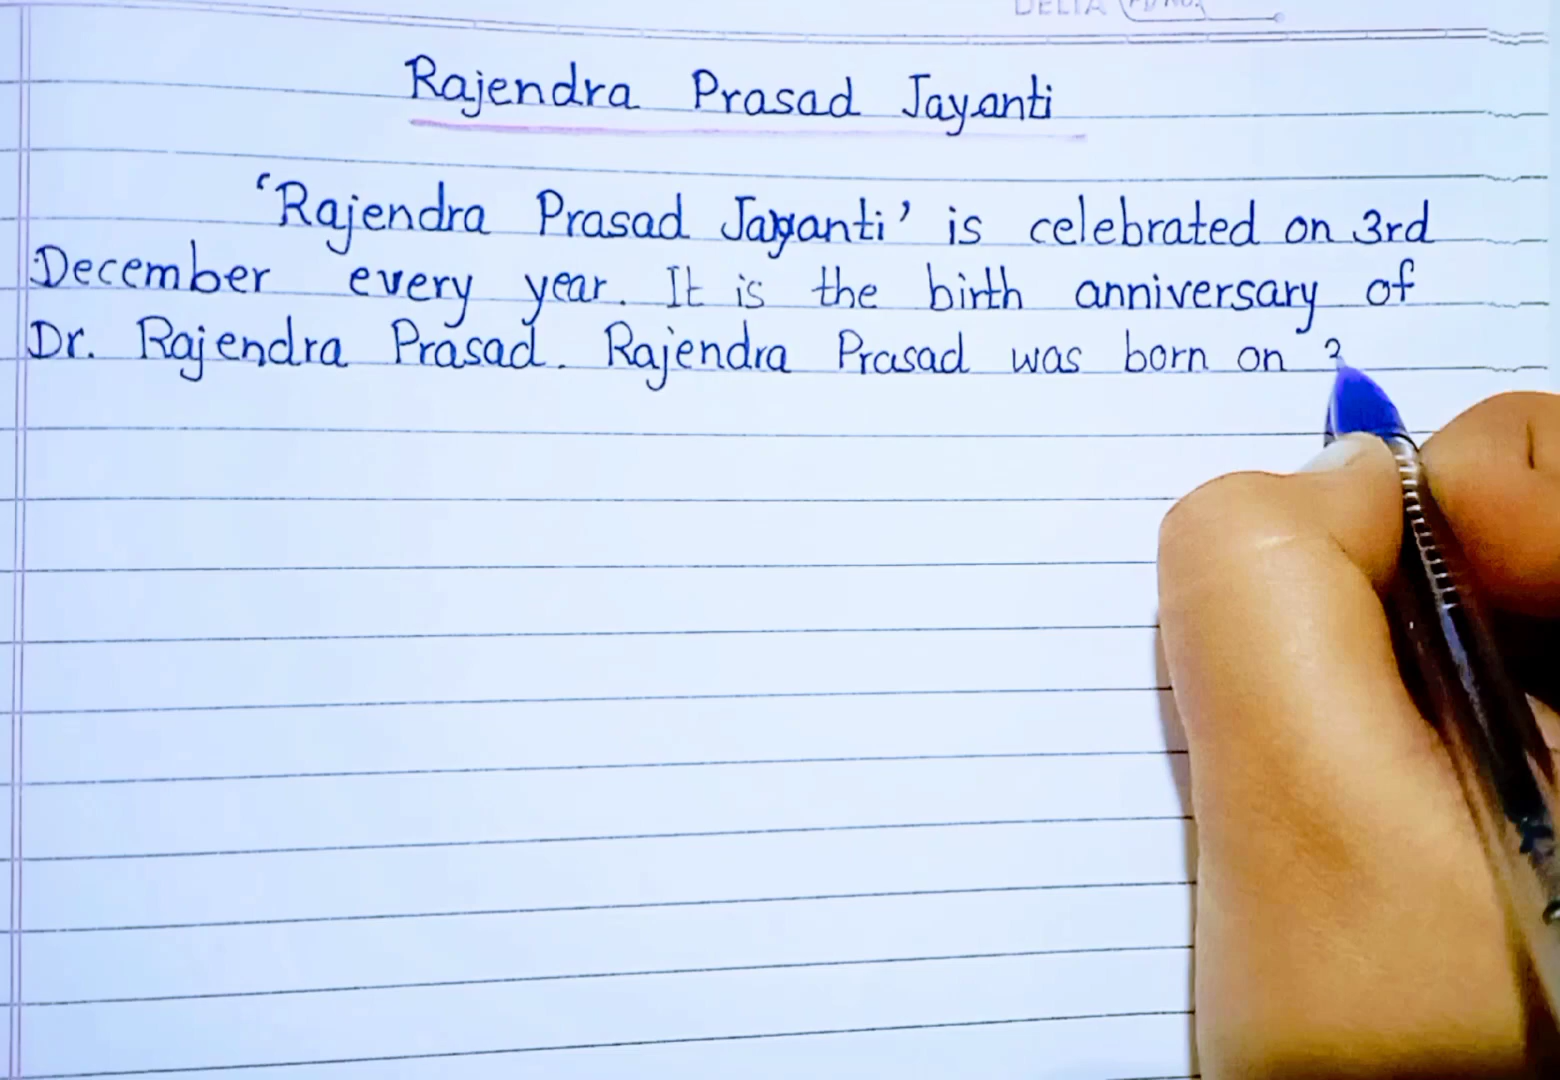 Rajendra Prasad Jayanti
'Rajendra Prasad Jayanti' is celebrated on 3rd
December every year. It is the birth anniversary of
Dr. Rajendra Prasad. Rajendra Prasad was born on